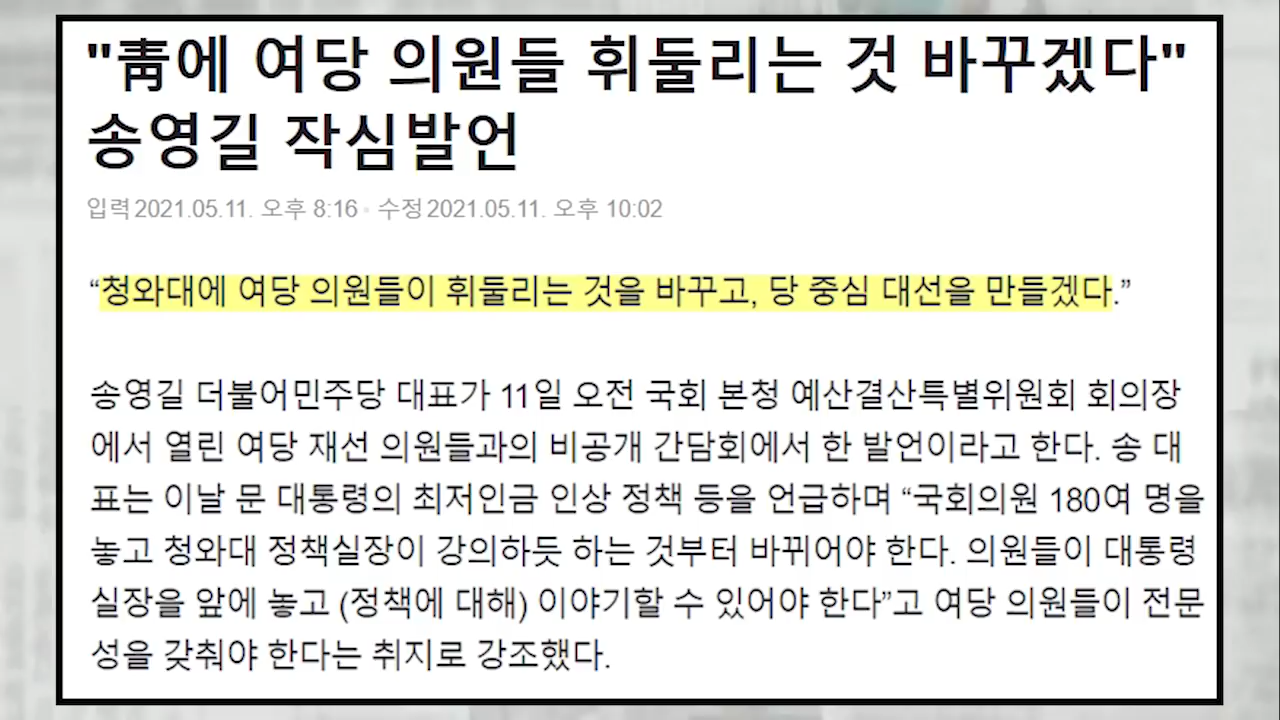 "靑에 여당 의원들 휘둘리는 것 바꾸겠다"
송영길 작심발언
입력 2021.05.11. 오후 8:16 · 수정 2021.05.11. 오후 10:02
“청와대에 여당 의원들이 휘둘리는 것을 바꾸고, 당 중심 대선을 만들겠다.”
송영길 더불어민주당 대표가 11일 오전 국회 본청 예산결산특별위원회 회의장
에서 열린 여당 재선 의원들과의 비공개 간담회에서 한 발언이라고 한다. 송 대
표는 이날 문 대통령의 최저인금 인상 정책 등을 언급하며 “국회의원 180여 명을
놓고 청와대 정책실장이 강의하듯 하는 것부터 바뀌어야 한다. 의원들이 대통령
실장을 앞에 놓고 (정책에 대해) 이야기할 수 있어야 한다”고 여당 의원들이 전문
성을 갖춰야 한다는 취지로 강조했다.